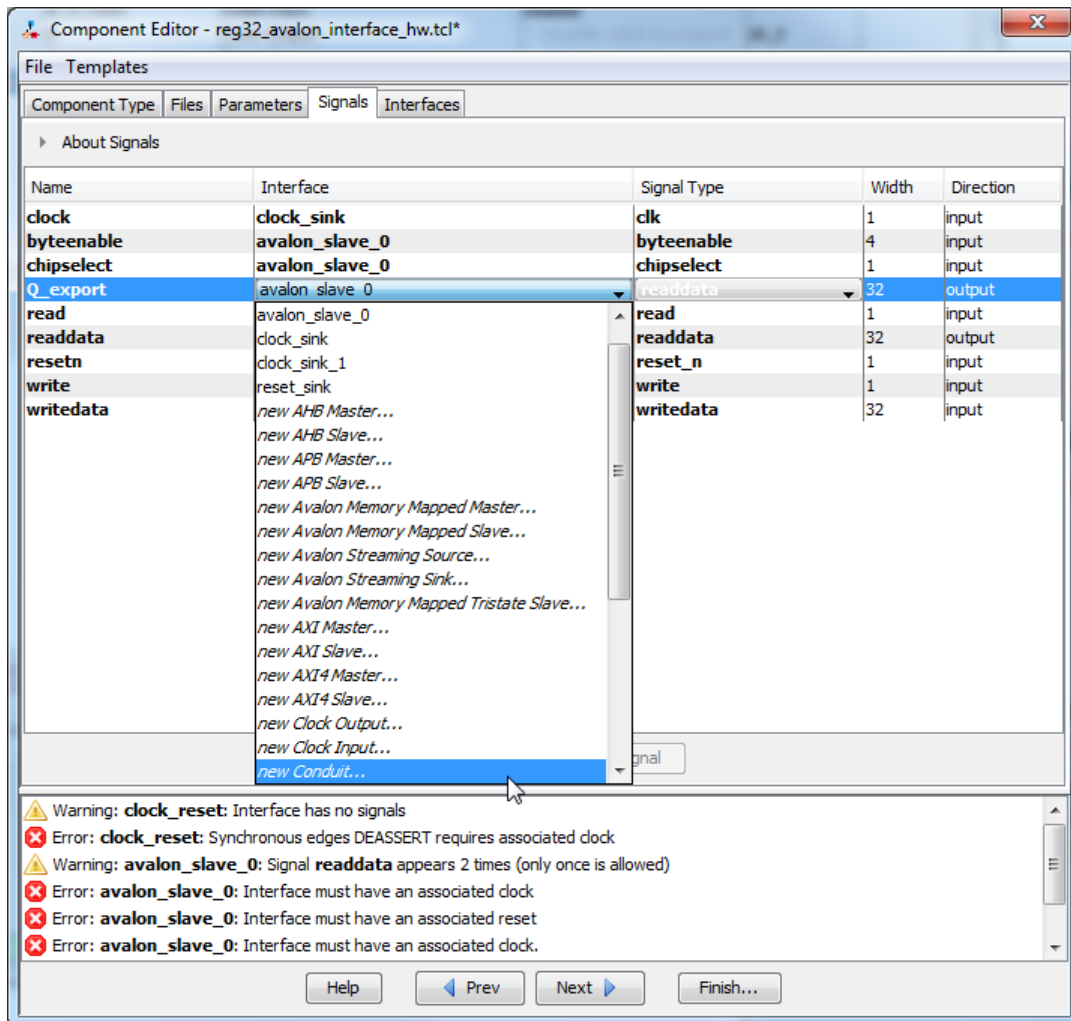 Component Editor - reg32_avalon_interface_hw.tcl*
File Templates
Component Type Files Parameters Signals Interfaces
About Signals
Name Interface Signal Type Width Direction
clock clock_sink clk 1 input
byteenable avalon_slave_0 byteenable 4 input
chipselect avalon_slave_0 chipselect 1 input
Q_export avalon_slave_0 readdata 32 output
read avalon_slave_0 read 1 input
readdata clock_sink readdata 32 output
resetn clock_sink_1 reset_n 1 input
write reset_sink write 1 input
writedata new AHB Master... writedata 32 input
new AHB Slave...
new APB Master...
new APB Slave...
new Avalon Memory Mapped Master...
new Avalon Memory Mapped Slave...
new Avalon Streaming Source...
new Avalon Streaming Sink...
new Avalon Memory Mapped Tristate Slave...
new AXI Master...
new AXI Slave...
new AXI4 Master...
new AXI4 Slave...
new Clock Output...
new Clock Input...
new Conduit...
Warning: clock_reset: Interface has no signals
Error: clock_reset: Synchronous edges DEASSERT requires associated clock
Warning: avalon_slave_0: Signal readdata appears 2 times (only once is allowed)
Error: avalon_slave_0: Interface must have an associated clock
Error: avalon_slave_0: Interface must have an associated reset
Error: avalon_slave_0: Interface must have an associated clock.
Help Prev Next Finish...